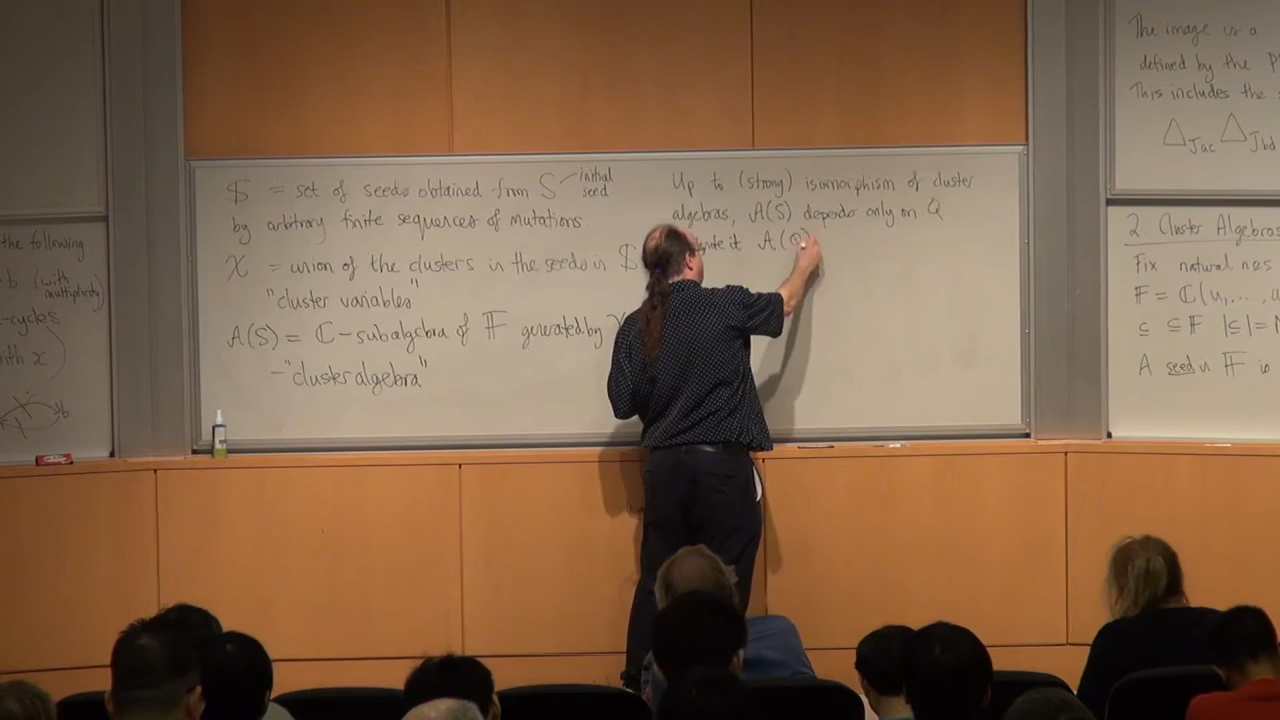 the following
b (with
multiplicity)
-cycles
with x
b
$ = set of seeds obtained from S initial seed
by arbitrary finite sequences of mutations.
X = union of the clusters in the seeds in $
"cluster variables"
A(S) = ℂ-subalgebra of 𝔽 generated by X
- "cluster algebra"
Up to (strong) isomorphism of cluster
algebras, A(S) depends only on Q
it A(Q)
The image is a
defined by the
This includes the
Δ Jac Δ Jbd
2 Cluster Algebras
Fix natural nos
𝔽 = ℂ(u,...,u
c ⊆ 𝔽 |c| =
A seed in 𝔽 is